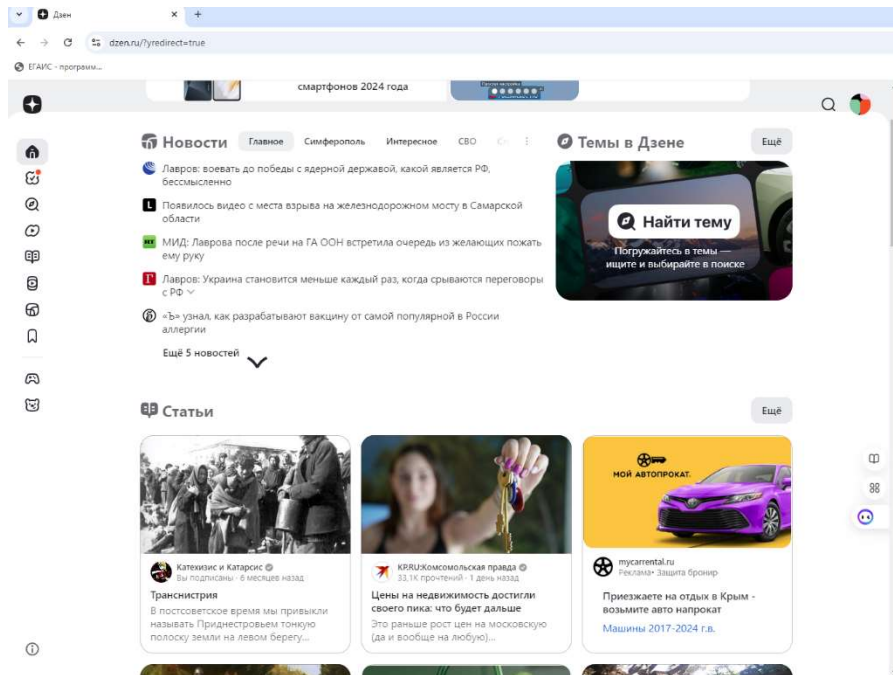 Дзен
dzen.ru/?yredirect=true
ЕГАИС - программ...
смартфонов 2024 года
Новости
Главное
Симферополь
Интересное
СВО
Темы в Дзене
Ещё
Лавров: воевать до победы с ядерной державой, какой является РФ,
бессмысленно
Появилось видео с места взрыва на железнодорожном мосту в Самарской
области
МИД: Лаврова после речи на ГА ООН встретила очередь из желающих пожать
ему руку
Лавров: Украина становится меньше каждый раз, когда срываются переговоры
с РФ
«Ъ» узнал, как разрабатывают вакцину от самой популярной в России
аллергии
Ещё 5 новостей
Найти тему
Погружайтесь в темы —
ищите и выбирайте в поиске
Статьи
Ещё
Катехизис и Катарсис
Вы подписаны · 6 месяцев назад
Транснистрия
В постсоветское время мы привыкли
называть Приднестровьем тонкую
полоску земли на левом берегу...
KP.RU:Комсомольская правда
33,1K прочтений · 1 день назад
Цены на недвижимость достигли
своего пика: что будет дальше
Это раньше рост цен на московскую
(да и вообще на любую)...
МОЙ АВТОПРОКАТ.
mycarrental.ru
Реклама• Защита бронир
Приезжаете на отдых в Крым -
возьмите авто напрокат
Машины 2017-2024 г.в.